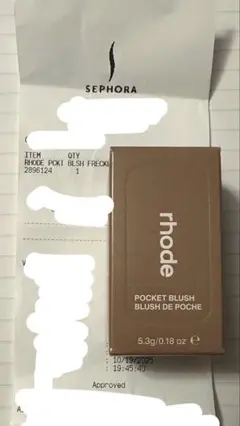 SEPHORA
ITEM QTY
RHODE POKT BLSH FRECKL
2896124 1
rhode
POCKET BLUSH
BLUSH DE POCHE
5.3g/0.18 oz ℮
10/19/2025
19:45:40
Approved